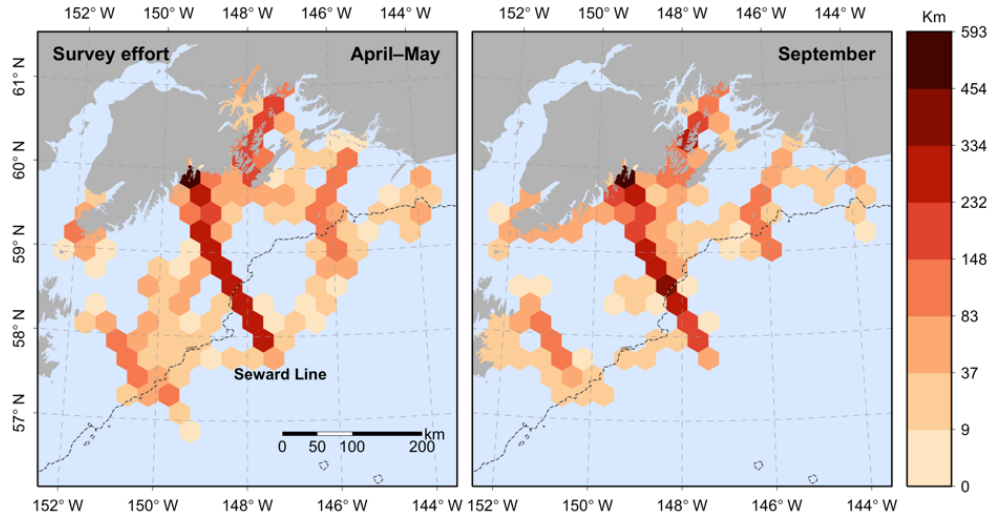 152° W 150° W 148° W 146° W 144° W 152° W 150° W 148° W 146° W 144° W
Km
Survey effort April–May September
593
454
334
232
148
83
37
9
0
61° N
60° N
59° N
58° N
57° N
Seward Line
km
0 50 100 200
152° W 150° W 148° W 146° W 144° W 152° W 150° W 148° W 146° W 144° W